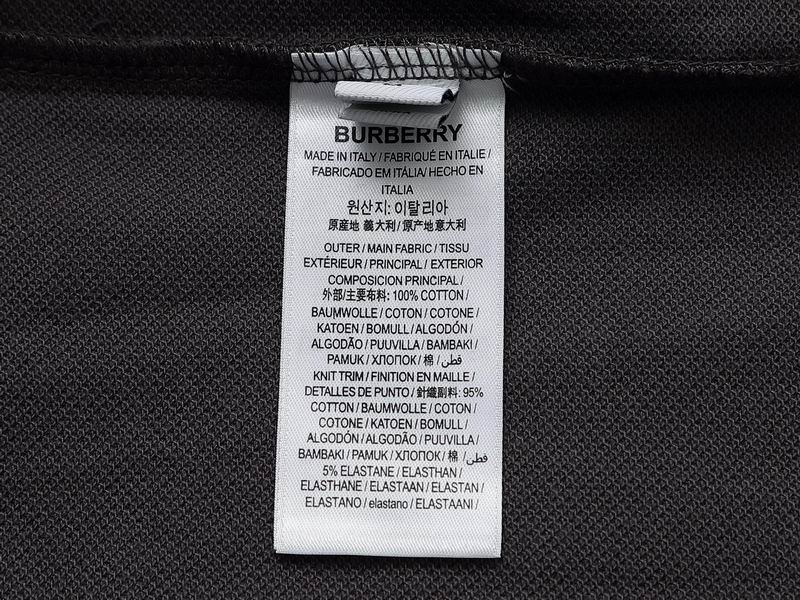 BURBERRY
MADE IN ITALY / FABRIQUÉ EN ITALIE /
FABRICADO EM ITÁLIA/ HECHO EN
ITALIA
원산지: 이탈리아
原産地 義大利/ 原产地意大利
OUTER / MAIN FABRIC / TISSU
EXTÉRIEUR / PRINCIPAL / EXTERIOR
COMPOSICION PRINCIPAL /
外部/主要布料: 100% COTTON /
BAUMWOLLE / COTON / COTONE /
KATOEN / BOMULL / ALGODÓN /
ALGODÃO / PUUVILLA / BAMBAKI /
PAMUK / ХЛОПОК / 棉 / قطن/
KNIT TRIM / FINITION EN MAILLE /
DETALLES DE PUNTO / 針織副料: 95%
COTTON / BAUMWOLLE / COTON /
COTONE / KATOEN / BOMULL /
ALGODÓN / ALGODÃO / PUUVILLA /
BAMBAKI / PAMUK / ХЛОПОК / 棉 / قطن/
5% ELASTANE / ELASTHAN /
ELASTHANE / ELASTAAN / ELASTAN /
ELASTANO / elastano / ELASTAANI /